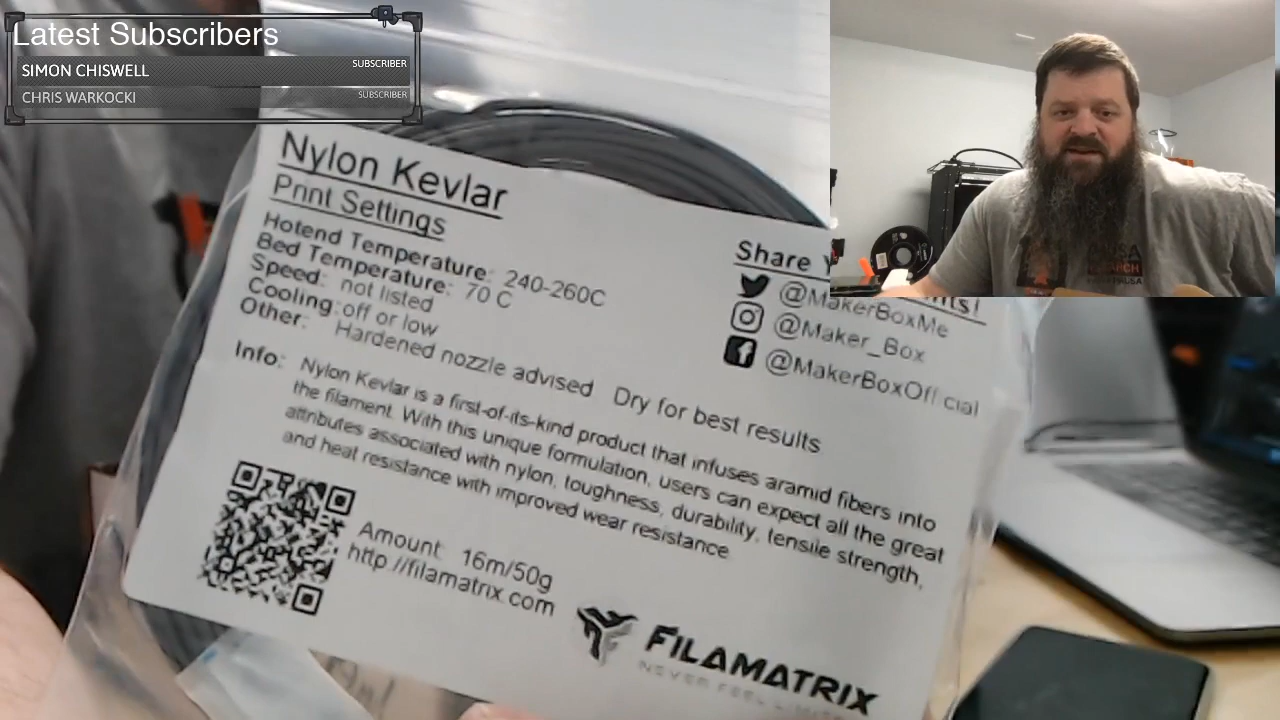 Latest Subscribers
SIMON CHISWELL SUBSCRIBER
CHRIS WARKOCKI SUBSCRIBER
Nylon Kevlar
Print Settings
Hotend Temperature: 240-260C
Bed Temperature: 70 C
Speed: not listed
Cooling: off or low
Other: Hardened nozzle advised Dry for best results
Info: Nylon Kevlar is a first-of-its-kind product that infuses aramid fibers into
the filament. With this unique formulation, users can expect all the great
attributes associated with nylon, toughness, durability, tensile strength,
and heat resistance with improved wear resistance
Amount: 16m/50g
http://filamatrix.com
FILAMATRIX
NEVER FEEL
Share
@MakerBoxMe
@Maker_Box
@MakerBoxOfficial